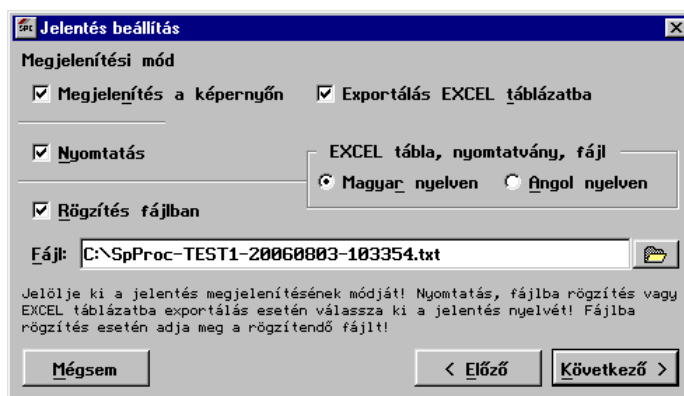 SPC Jelentés beállítás
Megjelenítési mód
Megjelenítés a képernyőn Exportálás EXCEL táblázatba
Nyomtatás
EXCEL tábla, nyomtatvány, fájl
Magyar nyelven Angol nyelven
Rögzítés fájlban
Fájl: C:\SpProc-TEST1-20060803-103354.txt
Jelölje ki a jelentés megjelenítésének módját! Nyomtatás, fájlba rögzítés vagy
EXCEL táblázatba exportálás esetén válassza ki a jelentés nyelvét! Fájlba
rögzítés esetén adja meg a rögzítendő fájlt!
Mégsem < Előző Következő >